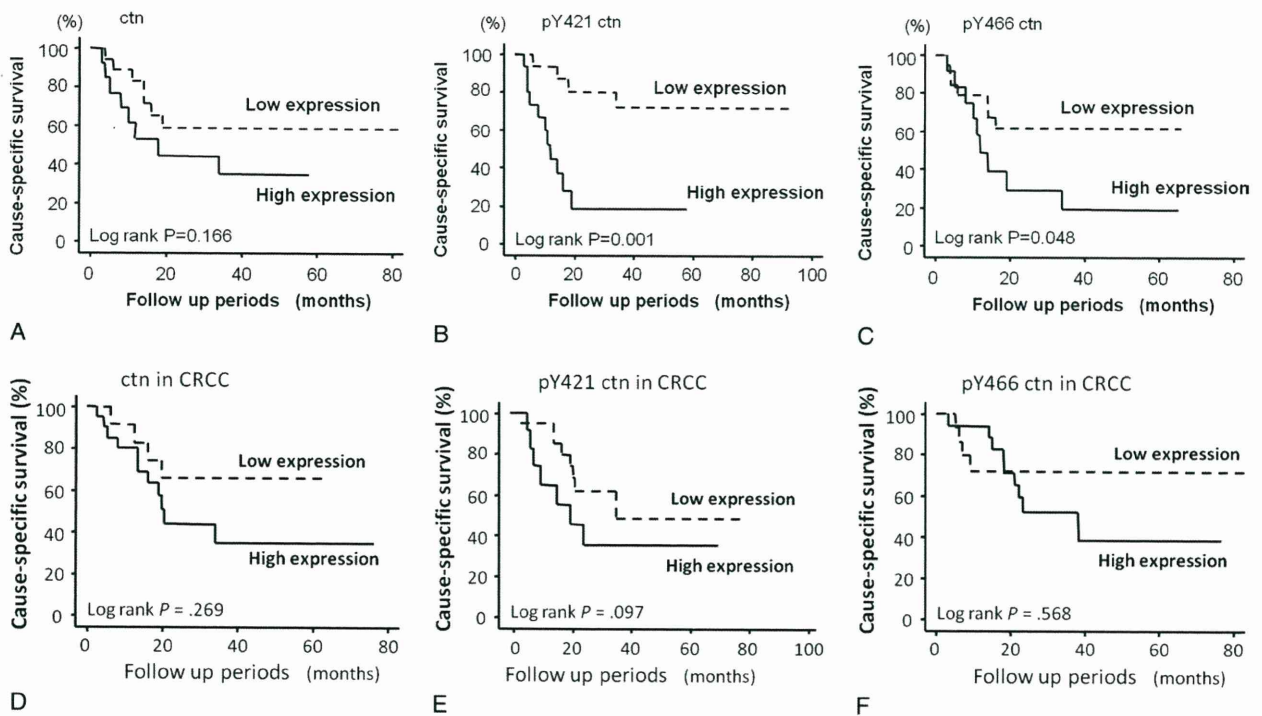 (%) ctn
Cause-specific survival
100
80
60
40
20
0
Low expression
High expression
Log rank P=0.166
0 20 40 60 80
Follow up periods (months)
A
(%) pY421 ctn
Cause-specific survival
100
80
60
40
20
0
Low expression
High expression
Log rank P=0.001
0 20 40 60 80 100
Follow up periods (months)
B
(%) pY466 ctn
Cause-specific survival
100
80
60
40
20
0
Low expression
High expression
Log rank P=0.048
0 20 40 60 80
Follow up periods (months)
C
ctn in CRCC
Cause-specific survival (%)
100
80
60
40
20
0
Low expression
High expression
Log rank P = .269
0 20 40 60 80
Follow up periods (months)
D
pY421 ctn in CRCC
Cause-specific survival (%)
100
80
60
40
20
0
Low expression
High expression
Log rank P = .097
0 20 40 60 80 100
Follow up periods (months)
E
pY466 ctn in CRCC
Cause-specific survival (%)
100
80
60
40
20
0
Low expression
High expression
Log rank P = .568
0 20 40 60 80
Follow up periods (months)
F